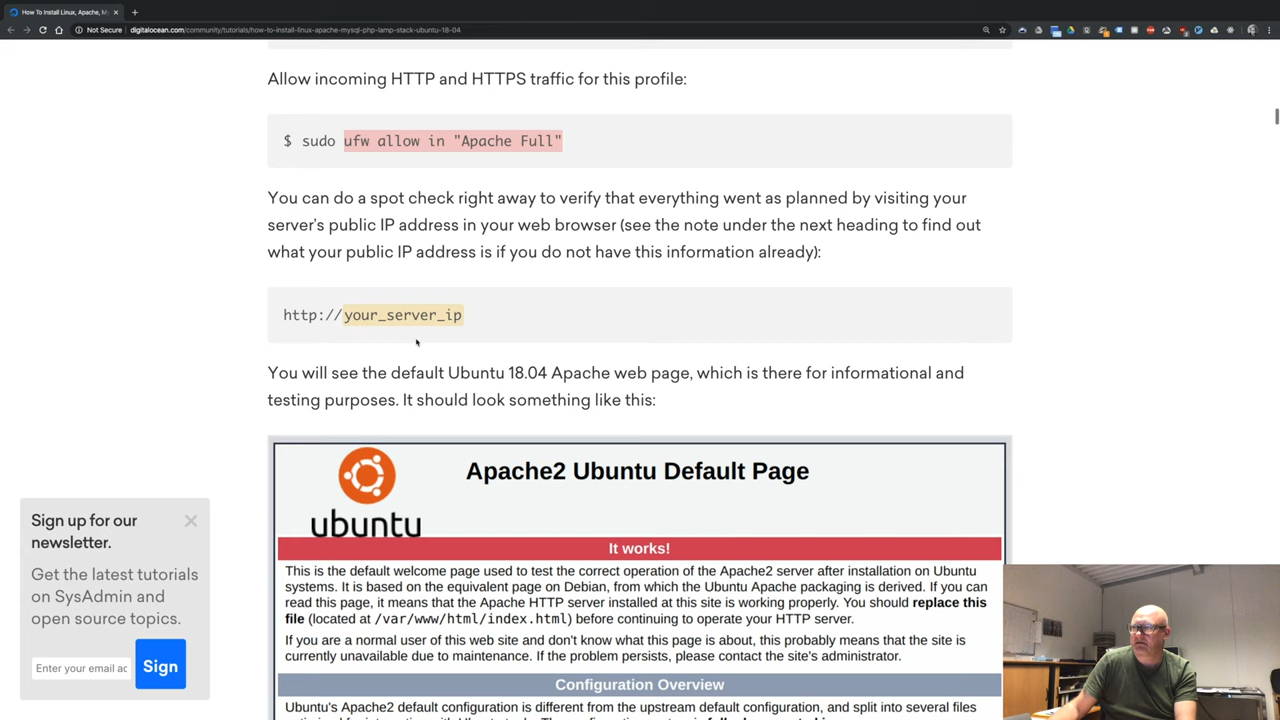 How To Install Linux, Apache, My
Not Secure
digitalocean.com/community/tutorials/how-to-install-linux-apache-mysql-php-lamp-stack-ubuntu-18-04
Allow incoming HTTP and HTTPS traffic for this profile:
$ sudo ufw allow in "Apache Full"
You can do a spot check right away to verify that everything went as planned by visiting your
server's public IP address in your web browser (see the note under the next heading to find out
what your public IP address is if you do not have this information already):
http://your_server_ip
You will see the default Ubuntu 18.04 Apache web page, which is there for informational and
testing purposes. It should look something like this:
ubuntu
Apache2 Ubuntu Default Page
It works!
This is the default welcome page used to test the correct operation of the Apache2 server after installation on Ubuntu
systems. It is based on the equivalent page on Debian, from which the Ubuntu Apache packaging is derived. If you can
read this page, it means that the Apache HTTP server installed at this site is working properly. You should replace this
file (located at /var/www/html/index.html) before continuing to operate your HTTP server.
If you are a normal user of this web site and don't know what this page is about, this probably means that the site is
currently unavailable due to maintenance. If the problem persists, please contact the site's administrator.
Configuration Overview
Ubuntu's Apache2 default configuration is different from the upstream default configuration, and split into several files
Sign up for our
newsletter.
Get the latest tutorials
on SysAdmin and
open source topics.
Enter your email ac
Sign